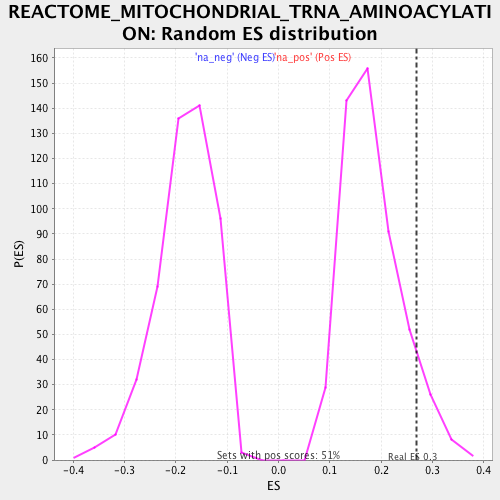 REACTOME_MITOCHONDRIAL_TRNA_AMINOACYLATI
ON: Random ES distribution
'na_neg' (Neg ES)
'na_pos' (Pos ES)
160
150
140
130
120
110
100
90
80
70
60
50
40
30
20
10
0
P(ES)
Sets with pos scores: 51%
Real ES 0.3
-0.4 -0.3 -0.2 -0.1 0.0 0.1 0.2 0.3 0.4
ES